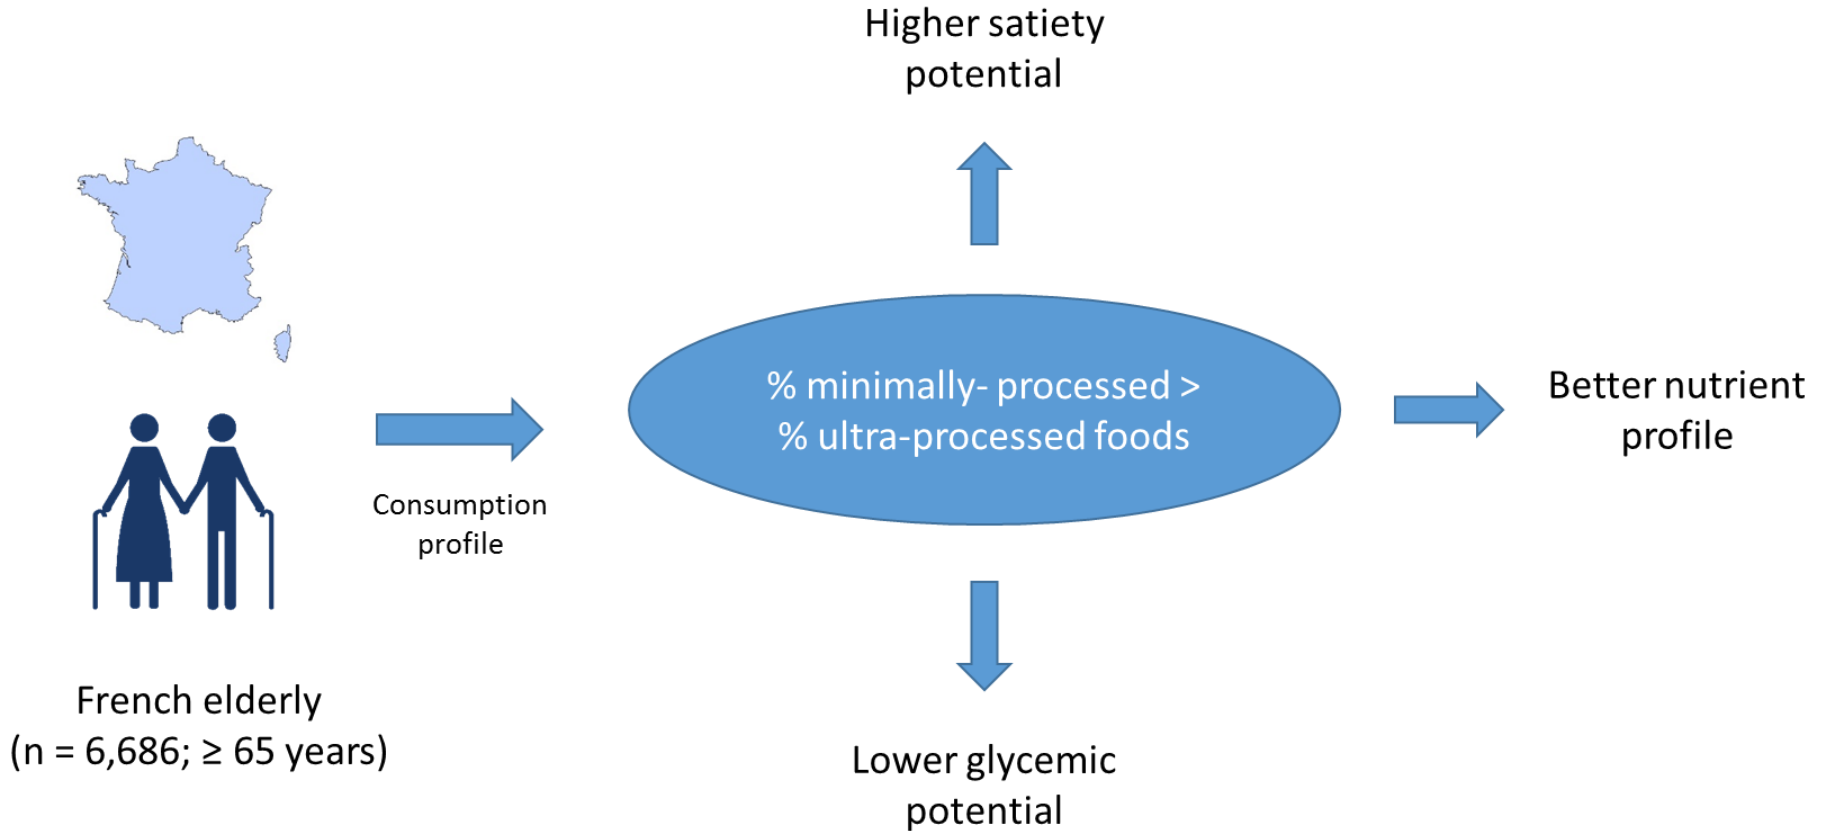 Higher satiety
potential
% minimally- processed >
% ultra-processed foods
Better nutrient
profile
Consumption
profile
French elderly
(n = 6,686; ≥ 65 years)
Lower glycemic
potential